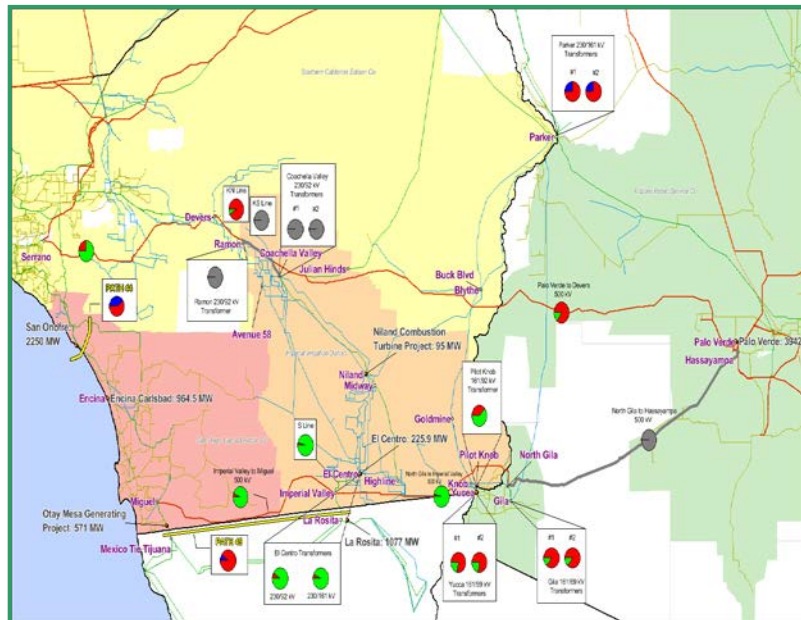 Parker 230/161 kV
Transformers
#1 #2
Southern California Edison Co.
Parker
Coachella Valley
230/92 kV
Transformers
#1 #2
KN Line
KS Line
Devers
Ramon
Coachella Valley
Julian Hinds
Serrano
Ramon 230/92 kV
Transformer
Avenue 58
Buck Blvd
Blythe
Palo Verde to Devers
500 kV
San Onofre
2250 MW
Niland Combustion
Turbine Project: 95 MW
Palo Verde
Palo Verde: 3942
Hassayampa
Encina
Encina Carlsbad: 964.5 MW
Niland
Midway
Pilot Knob
161/92 kV
Transformer
North Gila to Hassayampa
500 kV
S Line
Goldmine
El Centro: 225.9 MW
Imperial Valley to Miguel
500 kV
El Centro
Highline
Pilot Knob
North Gila
North Gila to Imperial Valley
Knob
Yucca
Gila
Miguel
Imperial Valley
Otay Mesa Generating
Project: 571 MW
La Rosita
La Rosita: 1077 MW
Mexico Tie Tijuana
El Centro Transformers
230/92 kV
230/161 kV
#1 #2
Yucca 161/69 kV
Transformers
#1 #2
Gila 161/69 kV
Transformers